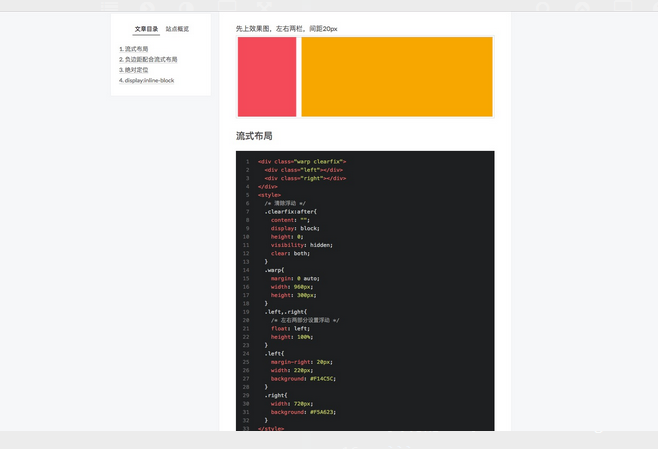 文章目录 站点概览
1. 流式布局
2. 负边距配合流式布局
3. 绝对定位
4. display:inline-block
先上效果图，左右两栏，间距20px
流式布局
1 <div class="warp clearfix">
2 <div class="left"></div>
3 <div class="right"></div>
4 </div>
5 <style>
6 /* 清除浮动 */
7 .clearfix:after{
8 content: "";
9 display: block;
10 height: 0;
11 visibility: hidden;
12 clear: both;
13 }
14 .warp{
15 margin: 0 auto;
16 width: 960px;
17 height: 300px;
18 }
19 .left,.right{
20 /* 左右两部分设置浮动 */
21 float: left;
22 height: 100%;
23 }
24 .left{
25 margin-right: 20px;
26 width: 220px;
27 background: #F14C5C;
28 }
29 .right{
30 width: 720px;
31 background: #F5A623;
32 }
33 </style>